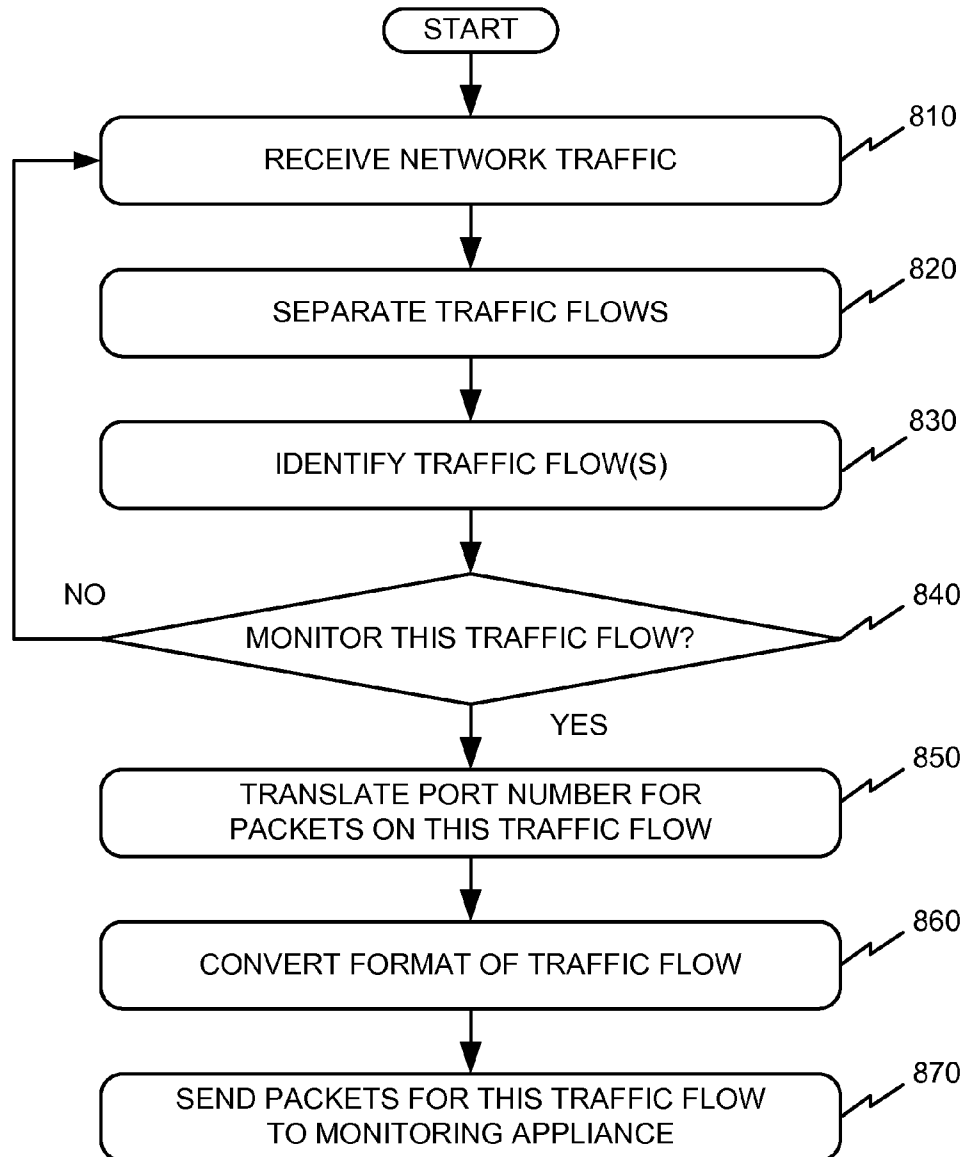 START
810
RECEIVE NETWORK TRAFFIC
820
SEPARATE TRAFFIC FLOWS
830
IDENTIFY TRAFFIC FLOW(S)
NO
840
MONITOR THIS TRAFFIC FLOW?
YES
850
TRANSLATE PORT NUMBER FOR
PACKETS ON THIS TRAFFIC FLOW
860
CONVERT FORMAT OF TRAFFIC FLOW
870
SEND PACKETS FOR THIS TRAFFIC FLOW
TO MONITORING APPLIANCE